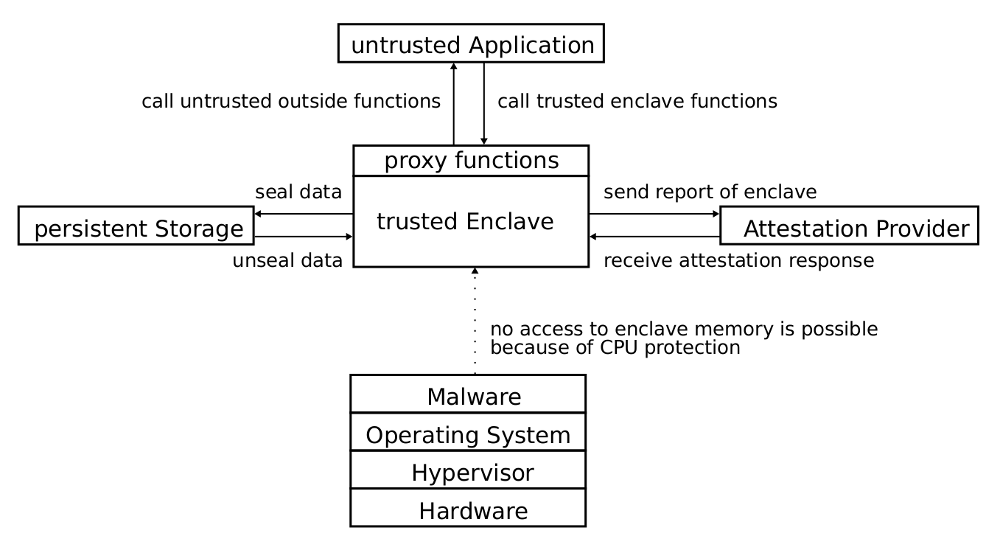 untrusted Application
call untrusted outside functions
call trusted enclave functions
proxy functions
seal data
send report of enclave
persistent Storage
trusted Enclave
Attestation Provider
unseal data
receive attestation response
no access to enclave memory is possible
because of CPU protection
Malware
Operating System
Hypervisor
Hardware